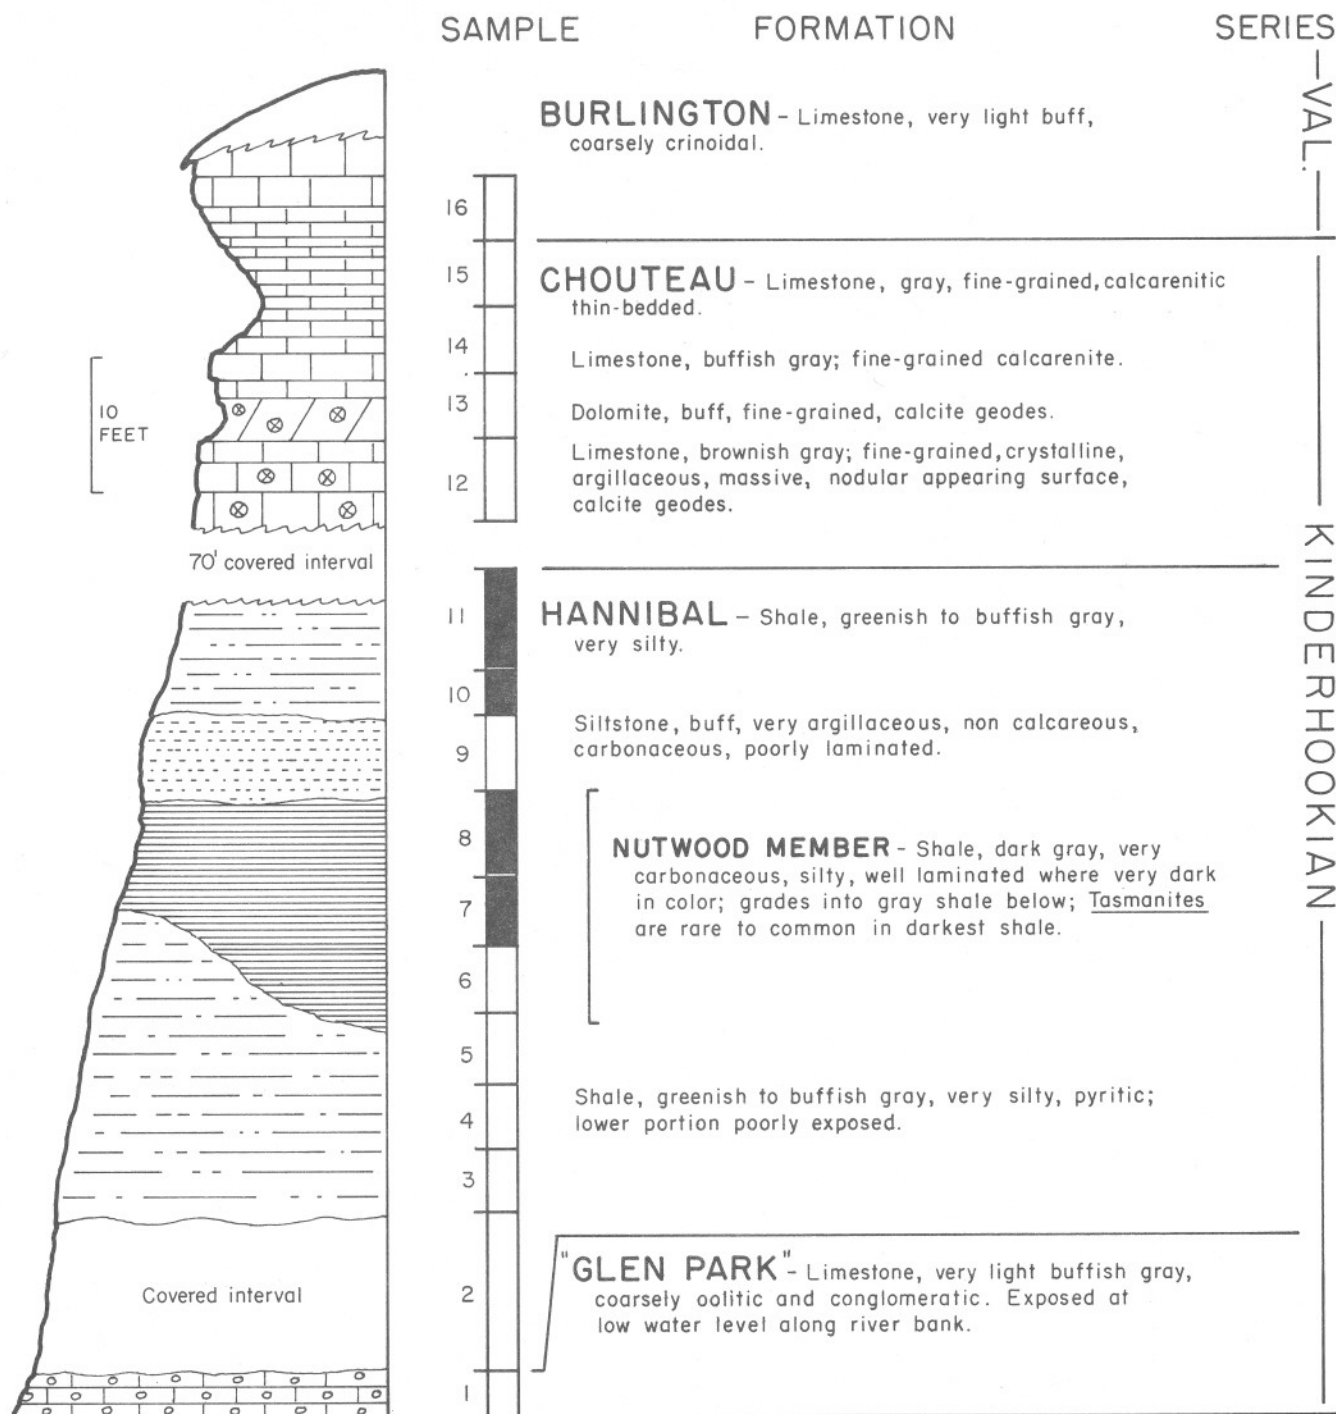 SAMPLE FORMATION SERIES
BURLINGTON - Limestone, very light buff,
coarsely crinoidal.
VAL.
16
15
CHOUTEAU - Limestone, gray, fine-grained, calcarenitic
thin-bedded.
14
Limestone, buffish gray; fine-grained calcarenite.
10
FEET
13
Dolomite, buff, fine-grained, calcite geodes.
12
Limestone, brownish gray; fine-grained, crystalline,
argillaceous, massive, nodular appearing surface,
calcite geodes.
70' covered interval
KINDERHOOKIAN
11
HANNIBAL - Shale, greenish to buffish gray,
very silty.
10
Siltstone, buff, very argillaceous, non calcareous,
carbonaceous, poorly laminated.
9
8
NUTWOOD MEMBER - Shale, dark gray, very
carbonaceous, silty, well laminated where very dark
in color; grades into gray shale below; Tasmanites
are rare to common in darkest shale.
7
6
5
Shale, greenish to buffish gray, very silty, pyritic;
lower portion poorly exposed.
4
3
"GLEN PARK" - Limestone, very light buffish gray,
coarsely oolitic and conglomeratic. Exposed at
low water level along river bank.
Covered interval
2
1